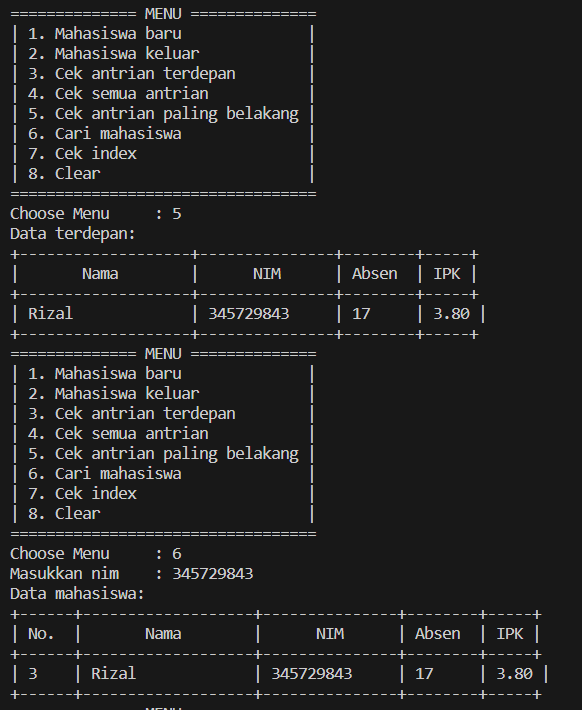 ============== MENU ==============
| 1. Mahasiswa baru              |
| 2. Mahasiswa keluar            |
| 3. Cek antrian terdepan        |
| 4. Cek semua antrian           |
| 5. Cek antrian paling belakang |
| 6. Cari mahasiswa              |
| 7. Cek index                   |
| 8. Clear                       |
==================================
Choose Menu     : 5
Data terdepan:
+-------------------+---------------+--------+-----+
|       Nama        |      NIM      | Absen  | IPK |
+-------------------+---------------+--------+-----+
| Rizal             | 345729843     | 17     | 3.80 |
+-------------------+---------------+--------+-----+
============== MENU ==============
| 1. Mahasiswa baru              |
| 2. Mahasiswa keluar            |
| 3. Cek antrian terdepan        |
| 4. Cek semua antrian           |
| 5. Cek antrian paling belakang |
| 6. Cari mahasiswa              |
| 7. Cek index                   |
| 8. Clear                       |
==================================
Choose Menu     : 6
Masukkan nim    : 345729843
Data mahasiswa:
+------+-------------------+---------------+--------+-----+
| No.  |       Nama        |      NIM      | Absen  | IPK |
+------+-------------------+---------------+--------+-----+
| 3    | Rizal             | 345729843     | 17     | 3.80 |
+------+-------------------+---------------+--------+-----+